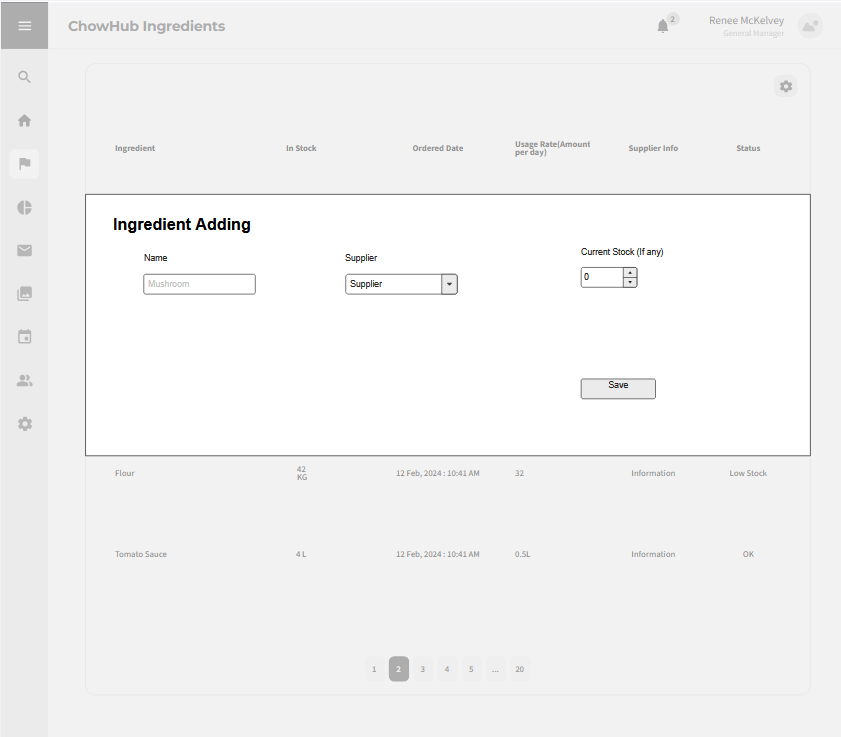 ChowHub Ingredients
2
Renee McKelvey
General Manager
Ingredient
In Stock
Ordered Date
Usage Rate(Amount
per day)
Supplier Info
Status
Ingredient Adding
Name
Supplier
Current Stock (If any)
Mushroom
Supplier
0
Save
Flour
42
KG
12 Feb, 2024 : 10:41 AM
32
Information
Low Stock
Tomato Sauce
4 L
12 Feb, 2024 : 10:41 AM
0.5L
Information
OK
1 2 3 4 5 ... 20